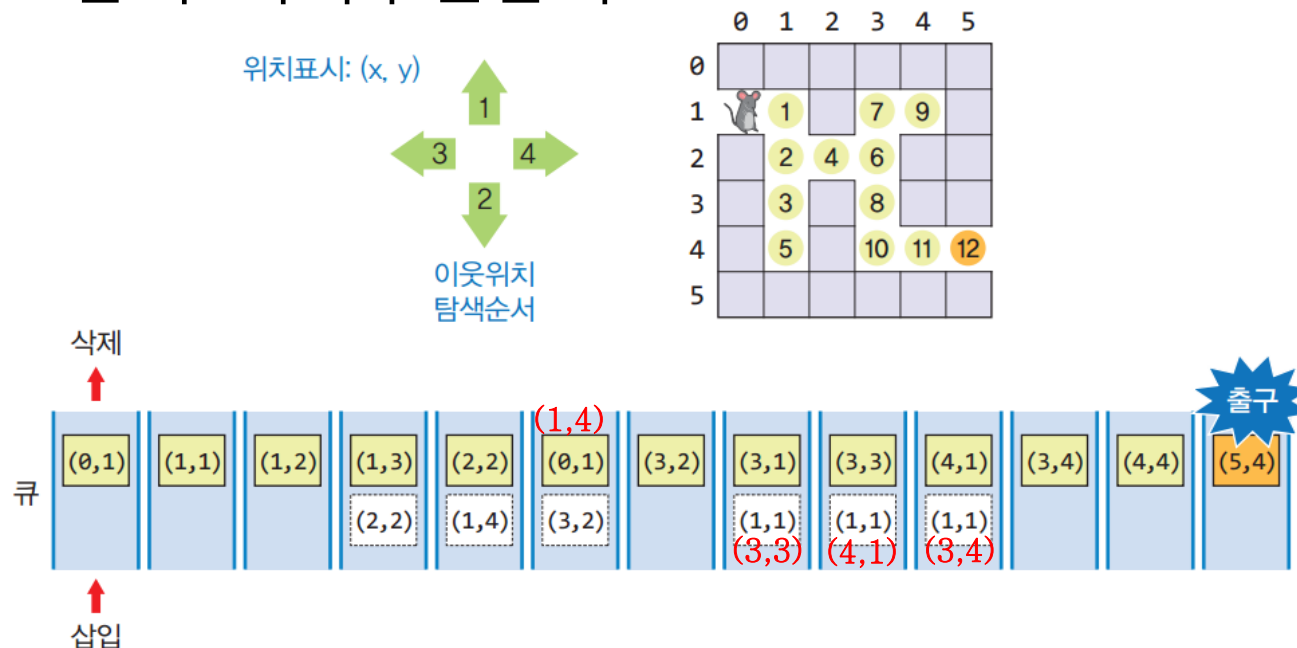 0 1 2 3 4 5
위치표시: (x, y)
1
3 4
2
이웃위치
탐색순서
0
1 1 7 9
2 2 4 6
3 3 8
4 5 10 11 12
5
삭제
출구
(1,4)
큐 (0,1) (1,1) (1,2) (1,3) (2,2) (0,1) (3,2) (3,1) (3,3) (4,1) (3,4) (4,4) (5,4)
(2,2) (1,4) (3,2) (1,1) (1,1) (1,1)
(3,3) (4,1) (3,4)
삽입